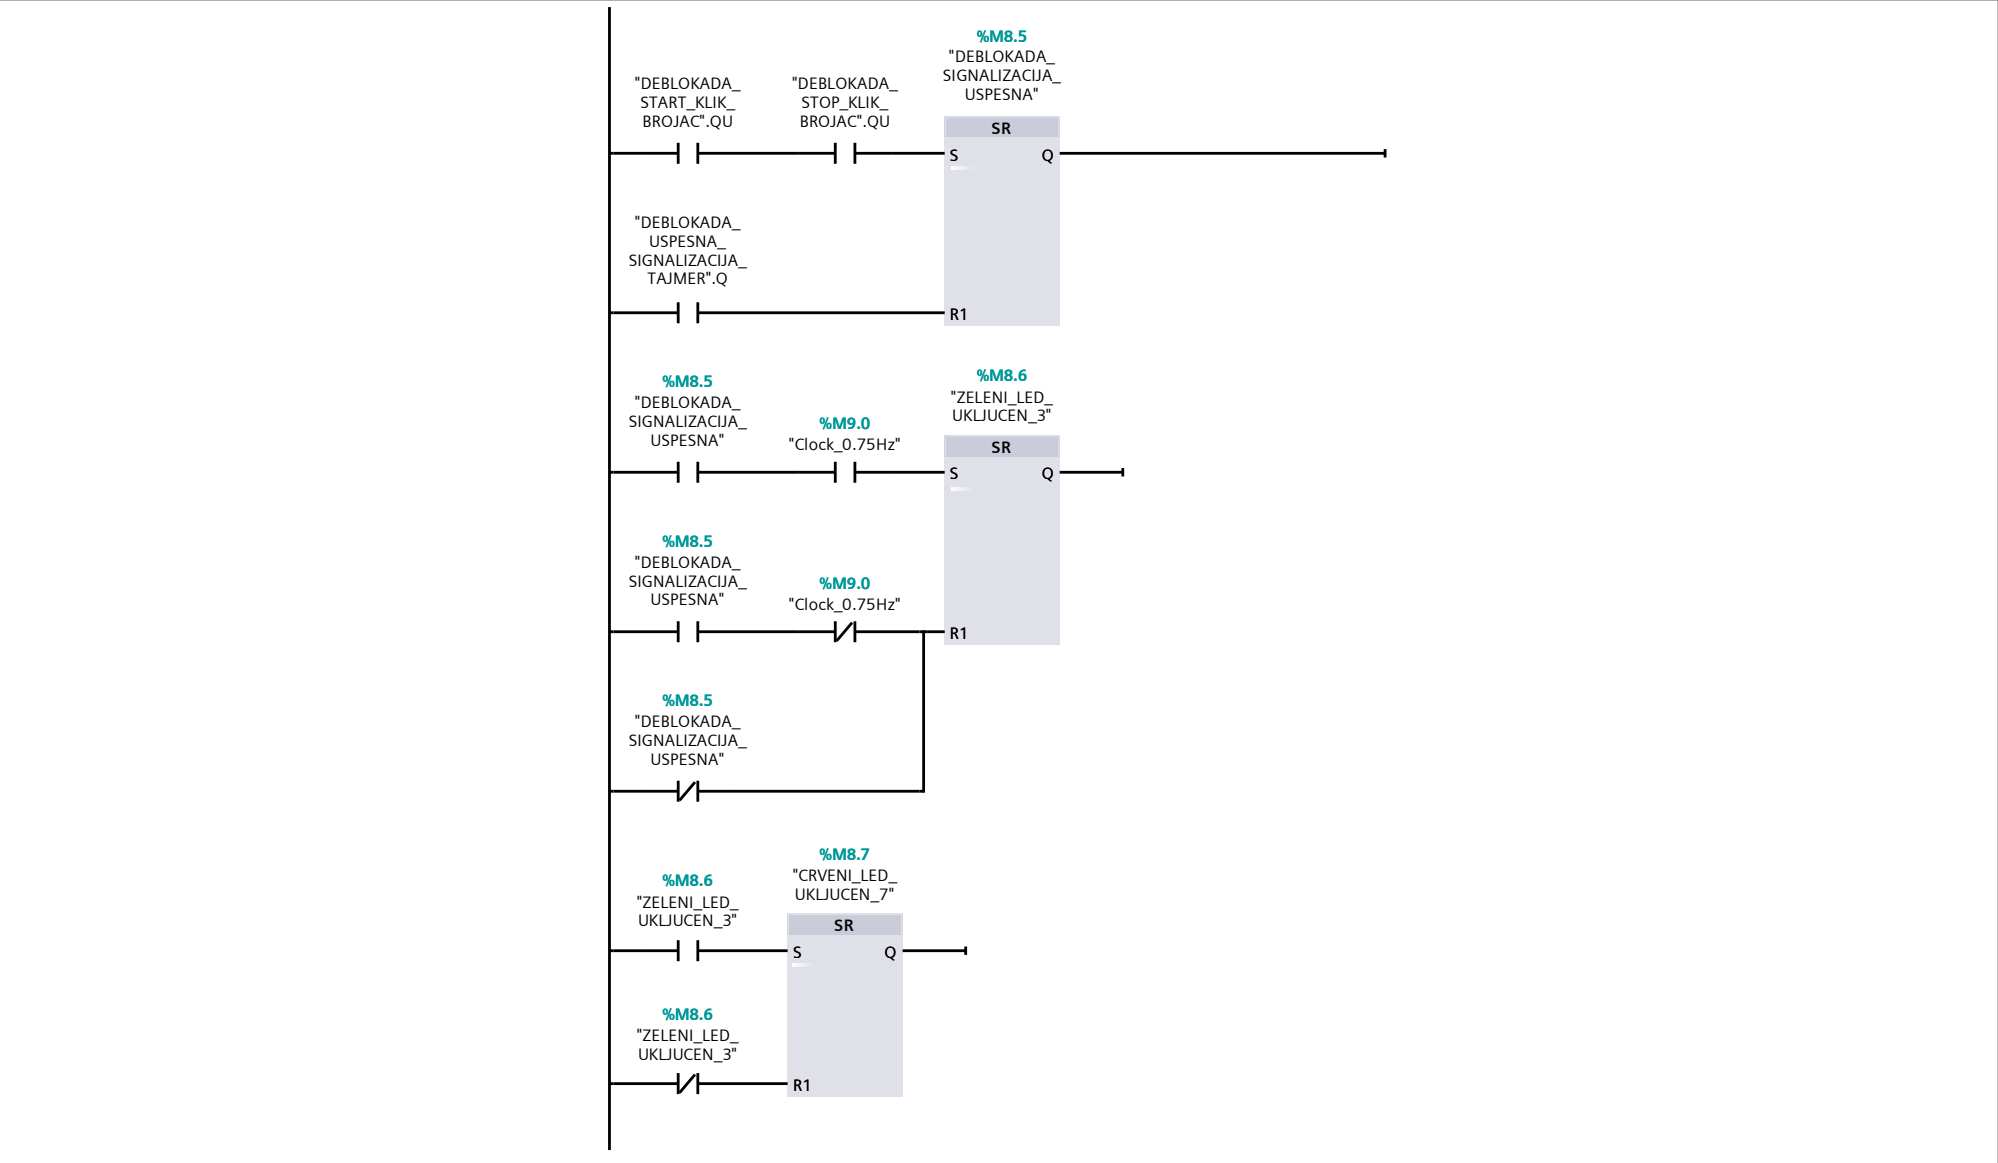 %M8.5
"DEBLOKADA_
SIGNALIZACIJA_
USPESNA"
"DEBLOKADA_
START_KLIK_
BROJAC".QU
"DEBLOKADA_
STOP_KLIK_
BROJAC".QU
SR
S
Q
"DEBLOKADA_
USPESNA_
SIGNALIZACIJA_
TAJMER".Q
R1
%M8.6
"ZELENI_LED_
UKLJUCEN_3"
%M8.5
"DEBLOKADA_
SIGNALIZACIJA_
USPESNA"
%M9.0
"Clock_0.75Hz"
SR
S
Q
%M8.5
"DEBLOKADA_
SIGNALIZACIJA_
USPESNA"
%M9.0
"Clock_0.75Hz"
R1
%M8.5
"DEBLOKADA_
SIGNALIZACIJA_
USPESNA"
%M8.7
"CRVENI_LED_
UKLJUCEN_7"
%M8.6
"ZELENI_LED_
UKLJUCEN_3"
SR
S
Q
%M8.6
"ZELENI_LED_
UKLJUCEN_3"
R1